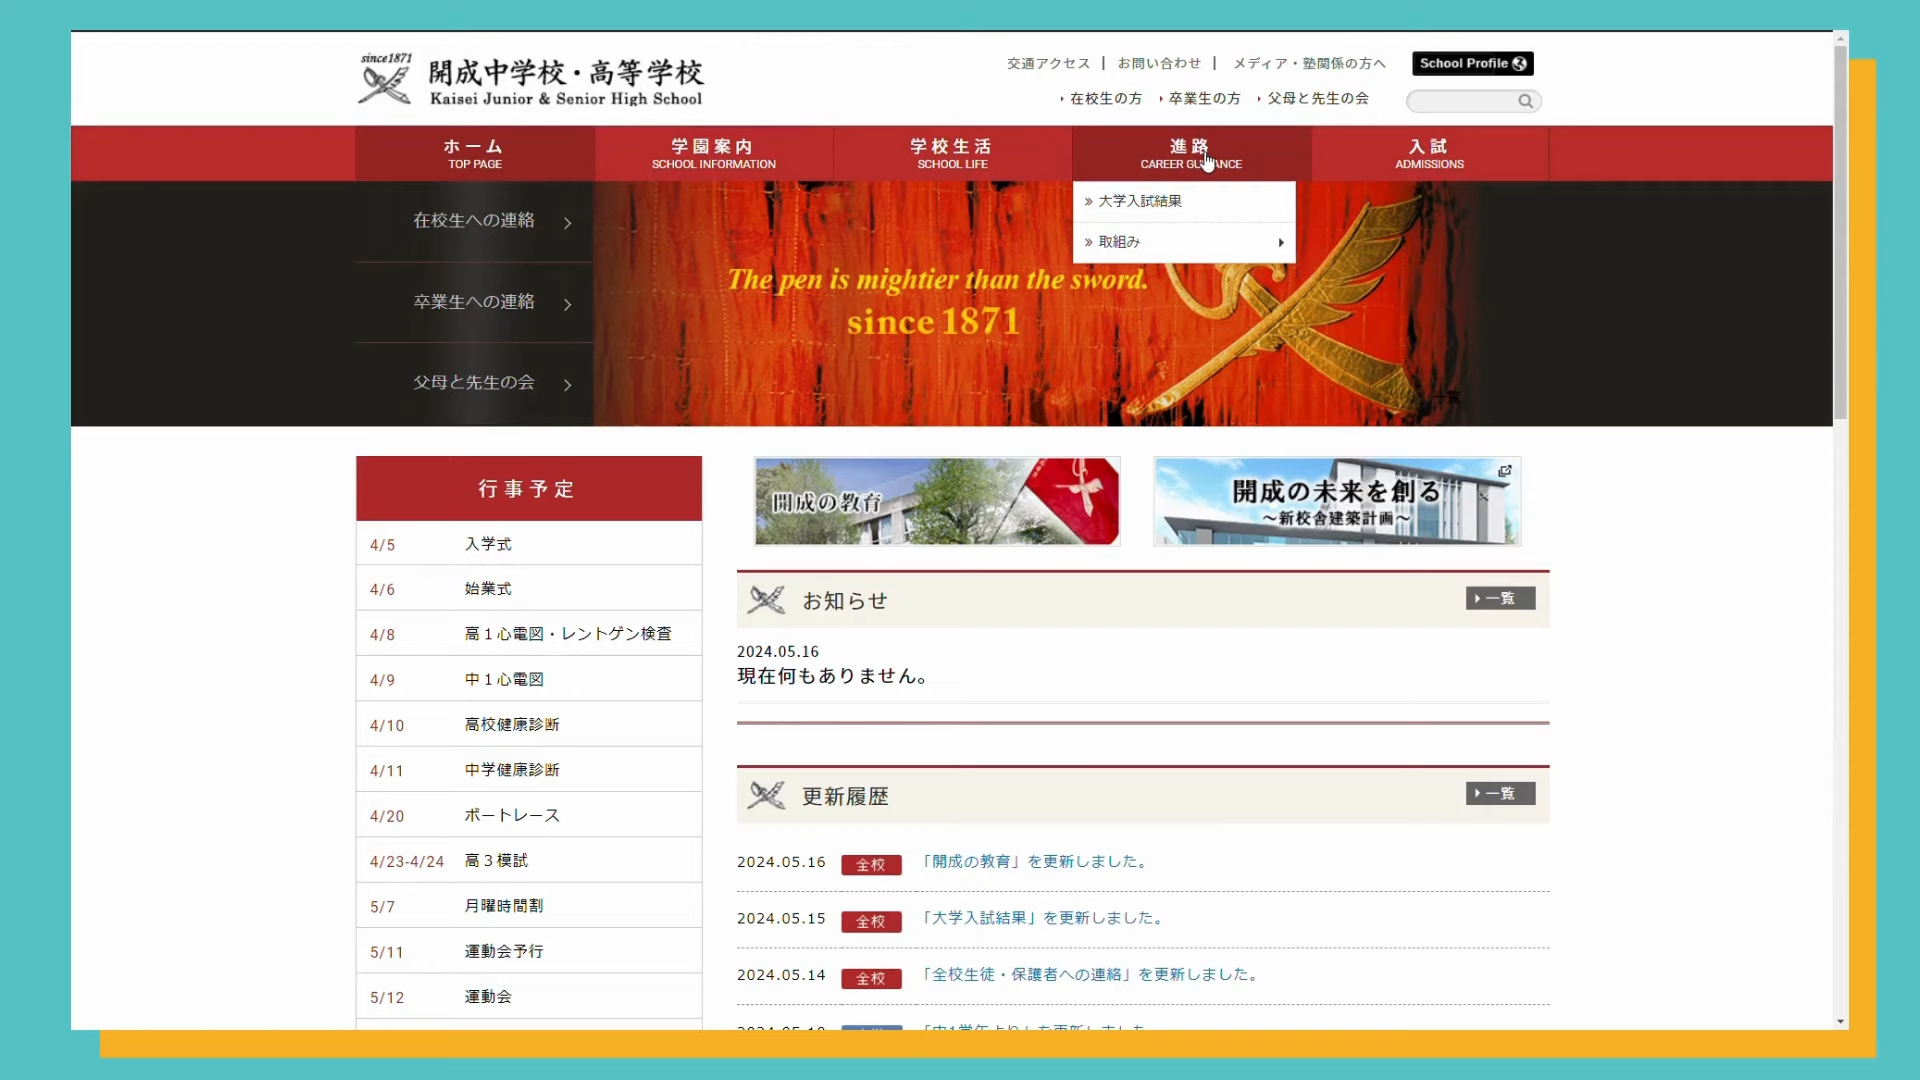 since1871
開成中学校・高等学校
Kaisei Junior & Senior High School
交通アクセス | お問い合わせ | メディア・塾関係の方へ
School Profile
在校生の方 卒業生の方 父母と先生の会
ホーム
TOP PAGE
学園案内
SCHOOL INFORMATION
学校生活
SCHOOL LIFE
進路
CAREER GUIDANCE
入試
ADMISSIONS
» 大学入試結果
» 取組み
在校生への連絡
卒業生への連絡
父母と先生の会
The pen is mightier than the sword.
since 1871
行事予定
4/5 入学式
4/6 始業式
4/8 高１心電図・レントゲン検査
4/9 中１心電図
4/10 高校健康診断
4/11 中学健康診断
4/20 ボートレース
4/23-4/24 高３模試
5/7 月曜時間割
5/11 運動会予行
5/12 運動会
開成の教育
開成の未来を創る
～新校舎建築計画～
お知らせ
一覧
2024.05.16
現在何もありません。
更新履歴
一覧
2024.05.16 全校 「開成の教育」を更新しました。
2024.05.15 全校 「大学入試結果」を更新しました。
2024.05.14 全校 「全校生徒・保護者への連絡」を更新しました。